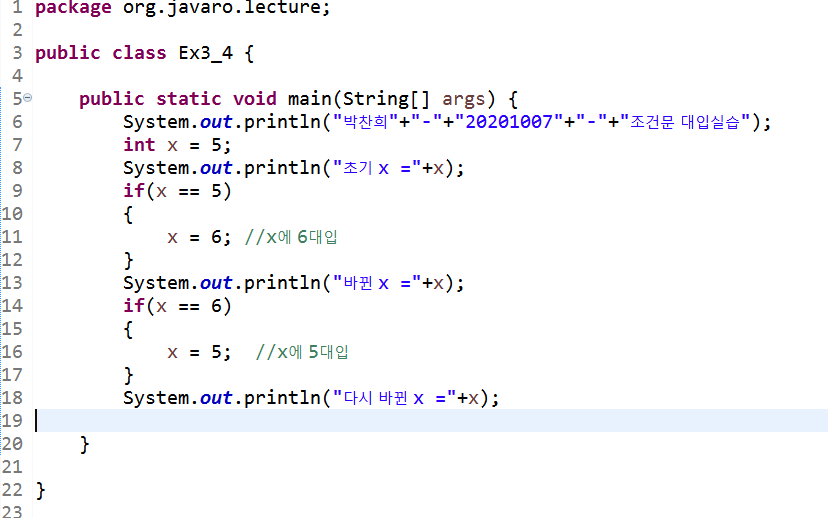 1 package org.javaro.lecture;
2
3 public class Ex3_4 {
4
5 public static void main(String[] args) {
6 System.out.println("박찬희"+"-"+"20201007"+"-"+"조건문 대입실습");
7 int x = 5;
8 System.out.println("초기 x ="+x);
9 if(x == 5)
10 {
11 x = 6; //x에 6대입
12 }
13 System.out.println("바뀐 x ="+x);
14 if(x == 6)
15 {
16 x = 5;  //x에 5대입
17 }
18 System.out.println("다시 바뀐 x ="+x);
19
20 }
21
22 }
23